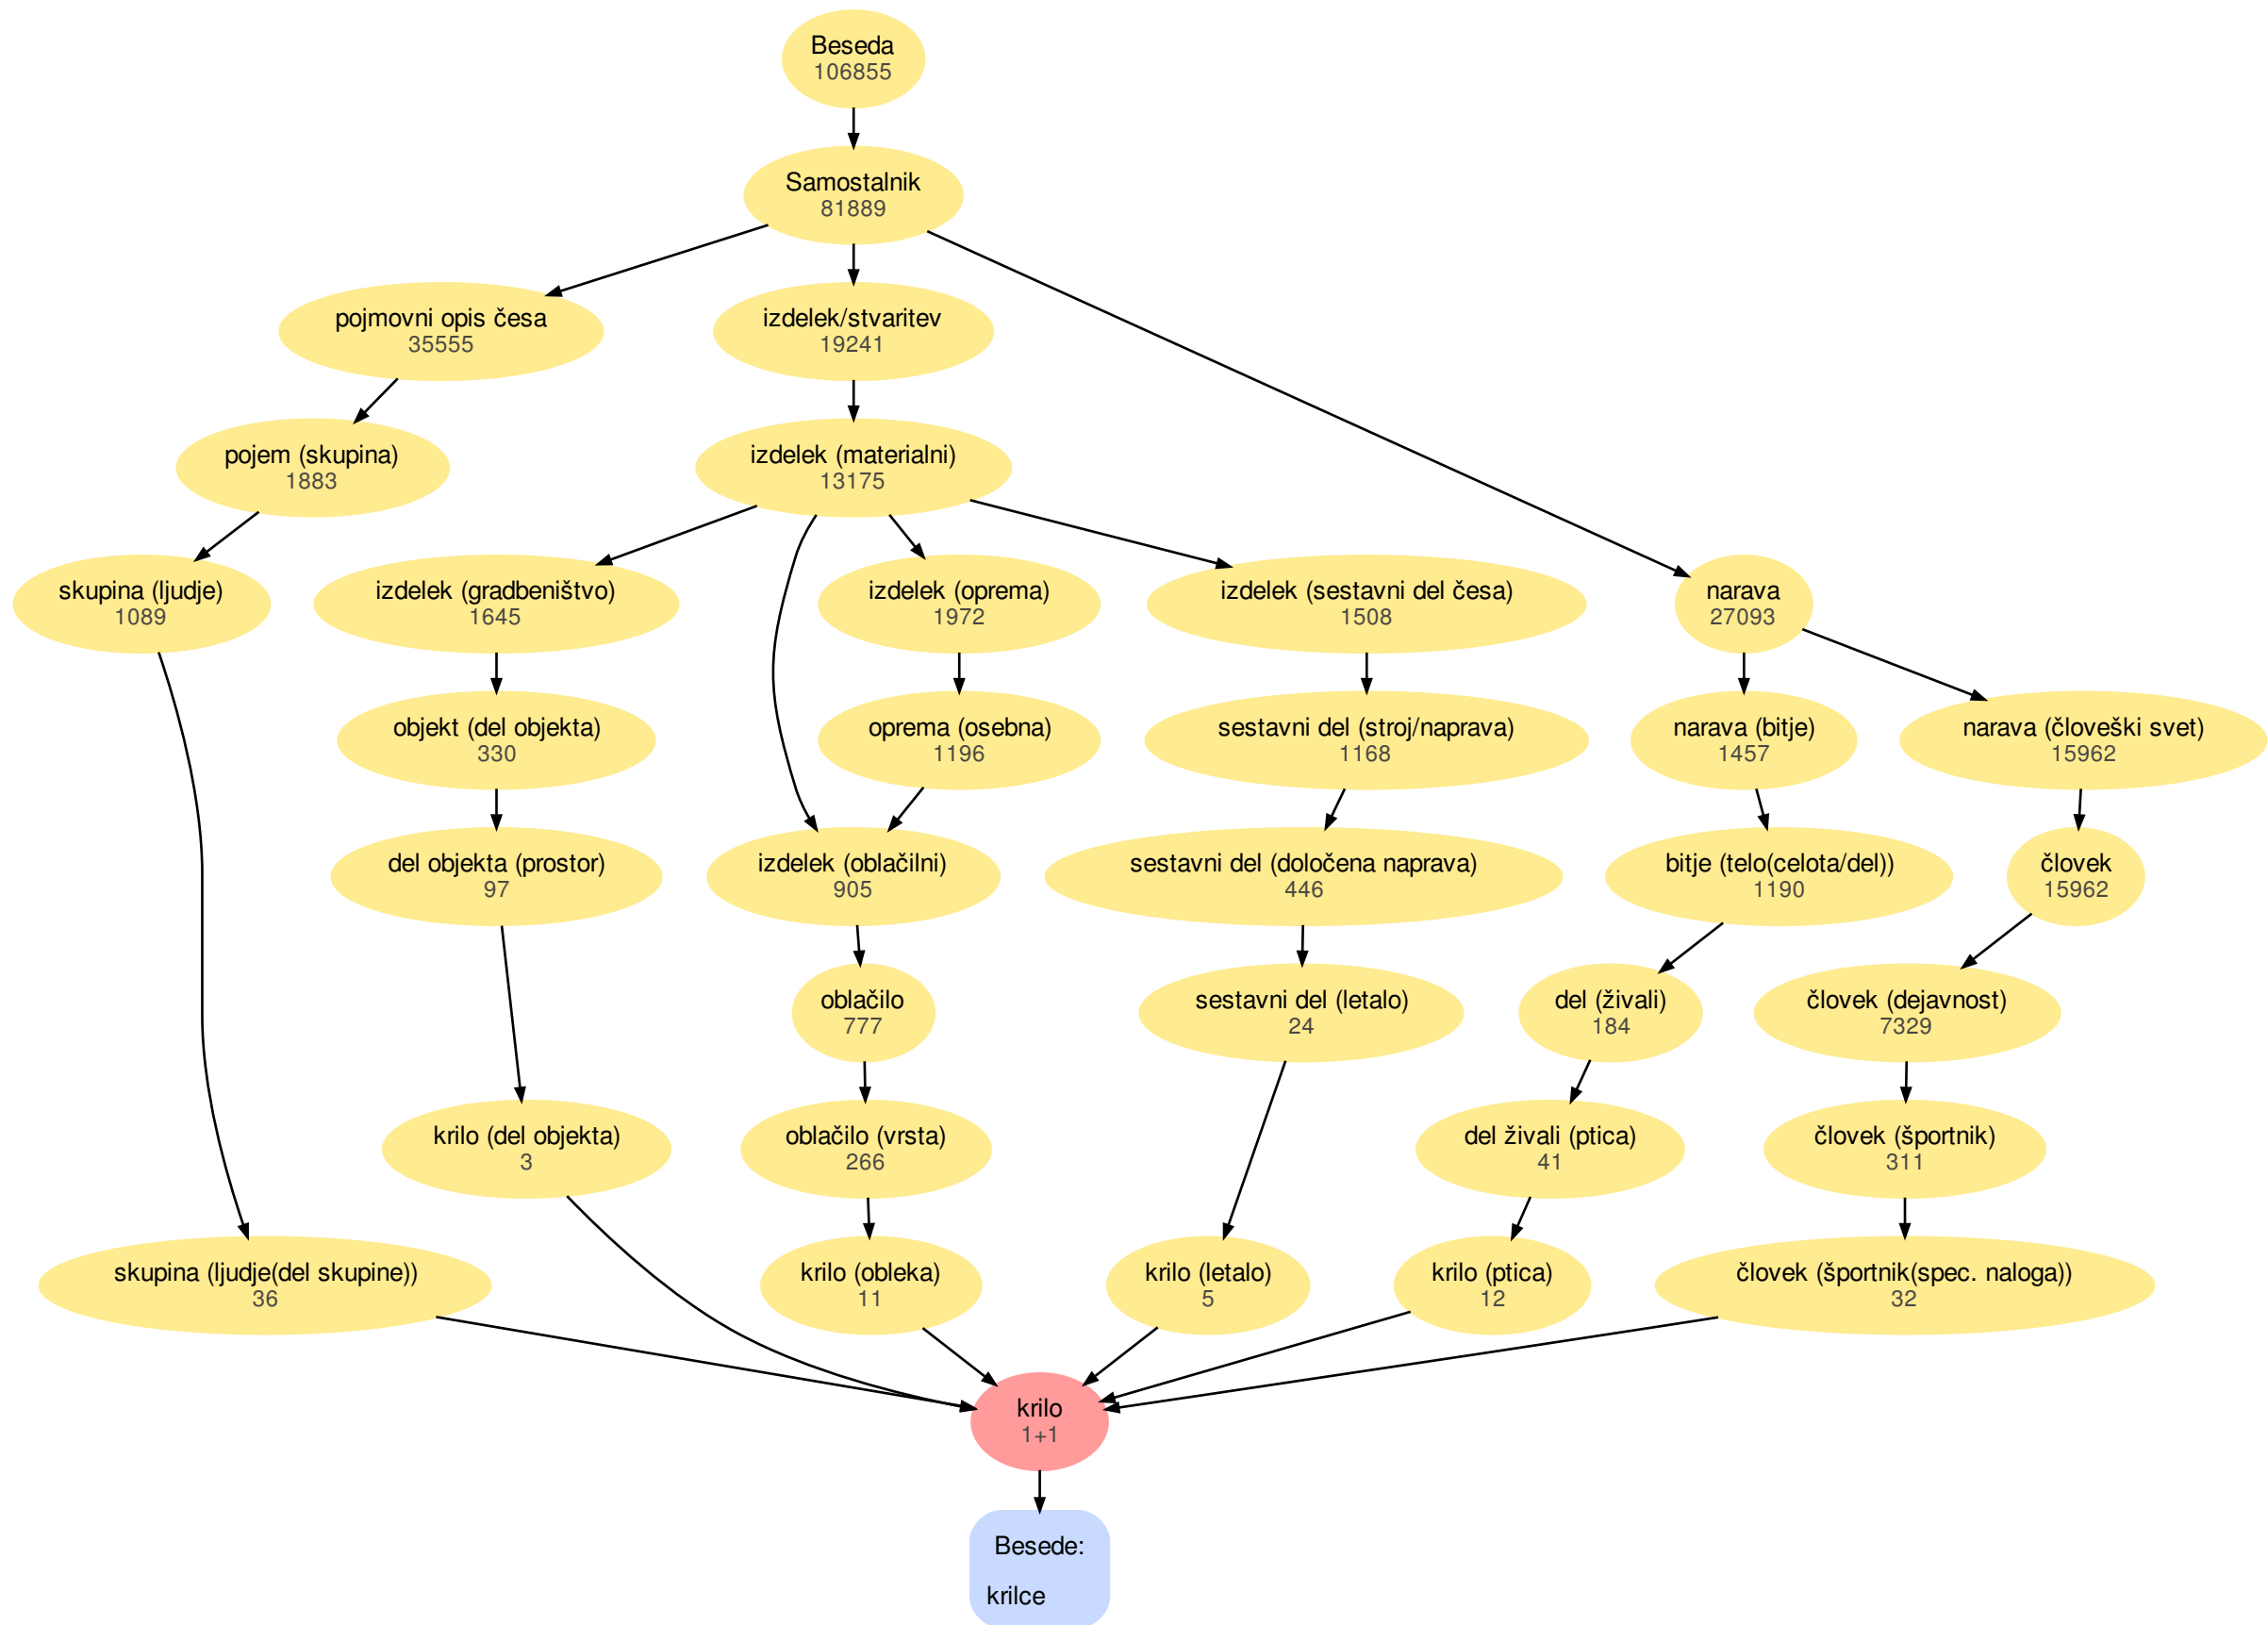 Beseda
106855
Samostalnik
81889
pojmovni opis česa
35555
izdelek/stvaritev
19241
pojem (skupina)
1883
izdelek (materialni)
13175
skupina (ljudje)
1089
izdelek (gradbeništvo)
1645
izdelek (oprema)
1972
izdelek (sestavni del česa)
1508
narava
27093
objekt (del objekta)
330
oprema (osebna)
1196
sestavni del (stroj/naprava)
1168
narava (bitje)
1457
narava (človeški svet)
15962
del objekta (prostor)
97
izdelek (oblačilni)
905
sestavni del (določena naprava)
446
bitje (telo(celota/del))
1190
človek
15962
oblačilo
777
sestavni del (letalo)
24
del (živali)
184
človek (dejavnost)
7329
krilo (del objekta)
3
oblačilo (vrsta)
266
del živali (ptica)
41
človek (športnik)
311
skupina (ljudje(del skupine))
36
krilo (obleka)
11
krilo (letalo)
5
krilo (ptica)
12
človek (športnik(spec. naloga))
32
krilo
1+1
Besede:
krilce